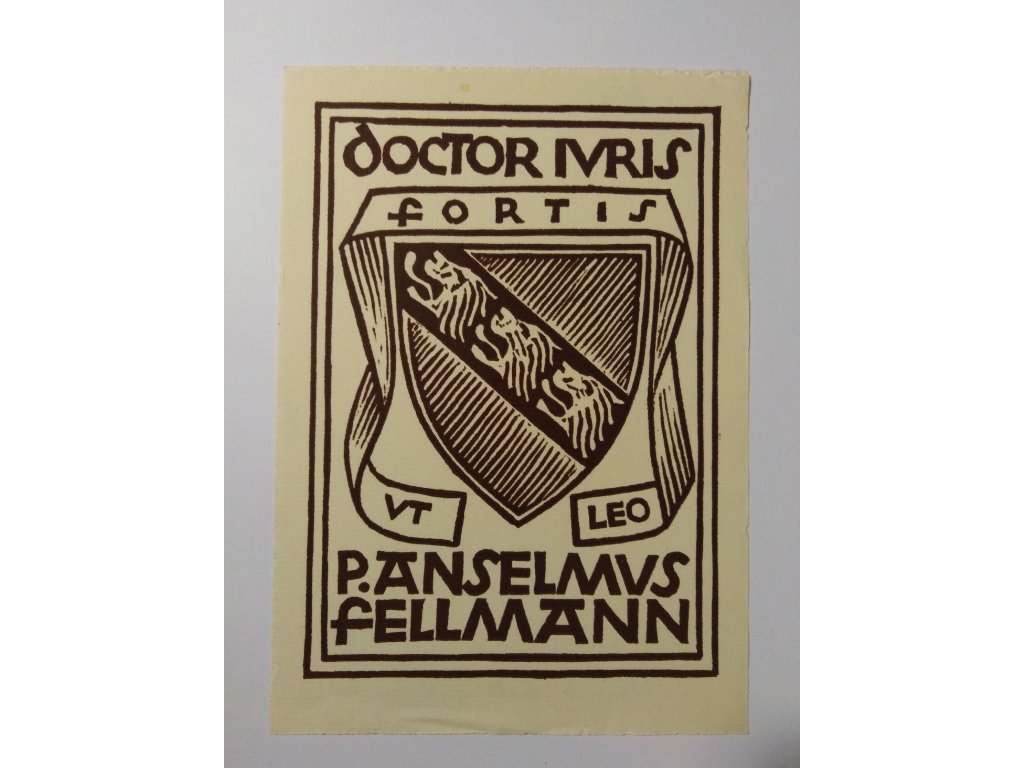 dOCTOR IVRIS
fORTIS
VT
LEO
P. ANSELMVS
fELLMANN